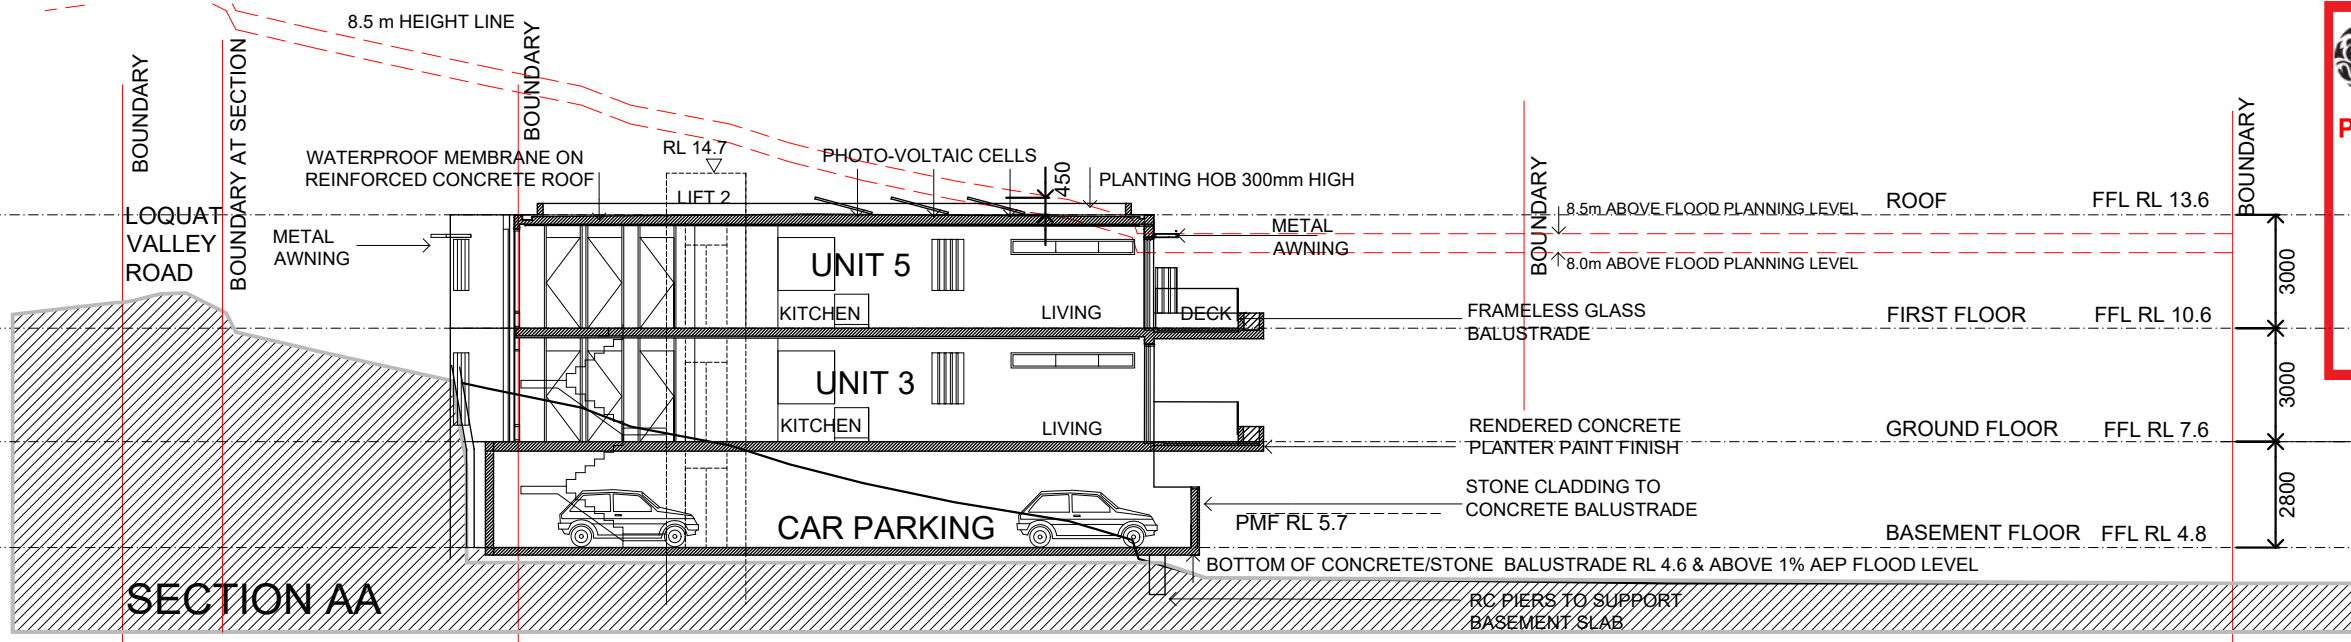 8.5 m HEIGHT LINE
BOUNDARY
BOUNDARY AT SECTION
BOUNDARY
BOUNDARY
BOUNDARY
P
WATERPROOF MEMBRANE ON
REINFORCED CONCRETE ROOF
RL 14.7
PHOTO-VOLTAIC CELLS
450
PLANTING HOB 300mm HIGH
LIFT 2
LOQUAT
VALLEY
ROAD
METAL
AWNING
METAL
AWNING
8.5m ABOVE FLOOD PLANNING LEVEL
8.0m ABOVE FLOOD PLANNING LEVEL
ROOF FFL RL 13.6
3000
UNIT 5
KITCHEN
LIVING
DECK
FRAMELESS GLASS
BALUSTRADE
FIRST FLOOR FFL RL 10.6
3000
UNIT 3
KITCHEN
LIVING
RENDERED CONCRETE
PLANTER PAINT FINISH
GROUND FLOOR FFL RL 7.6
2800
CAR PARKING
STONE CLADDING TO
CONCRETE BALUSTRADE
PMF RL 5.7
BASEMENT FLOOR FFL RL 4.8
BOTTOM OF CONCRETE/STONE BALUSTRADE RL 4.6 & ABOVE 1% AEP FLOOD LEVEL
RC PIERS TO SUPPORT
BASEMENT SLAB
SECTION AA